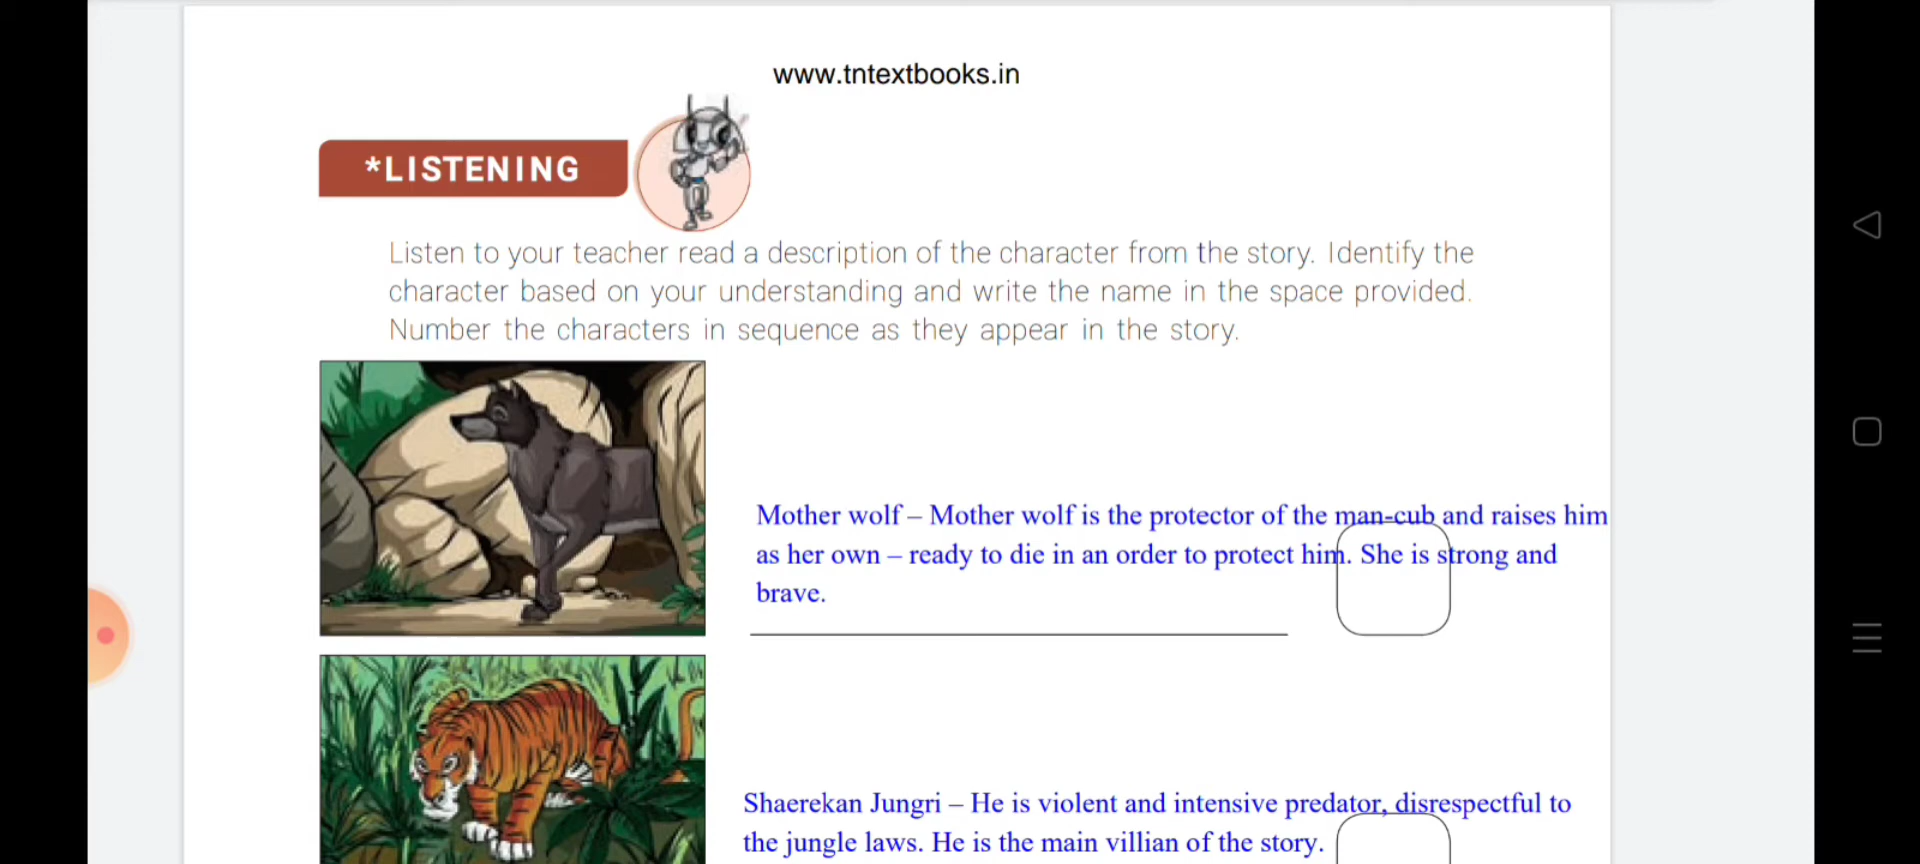 www.tntextbooks.in
*LISTENING
Listen to your teacher read a description of the character from the story. Identify the
character based on your understanding and write the name in the space provided.
Number the characters in sequence as they appear in the story.
Mother wolf – Mother wolf is the protector of the man-cub and raises him
as her own – ready to die in an order to protect him. She is strong and
brave.
Shaerekan Jungri – He is violent and intensive predator, disrespectful to
the jungle laws. He is the main villian of the story.